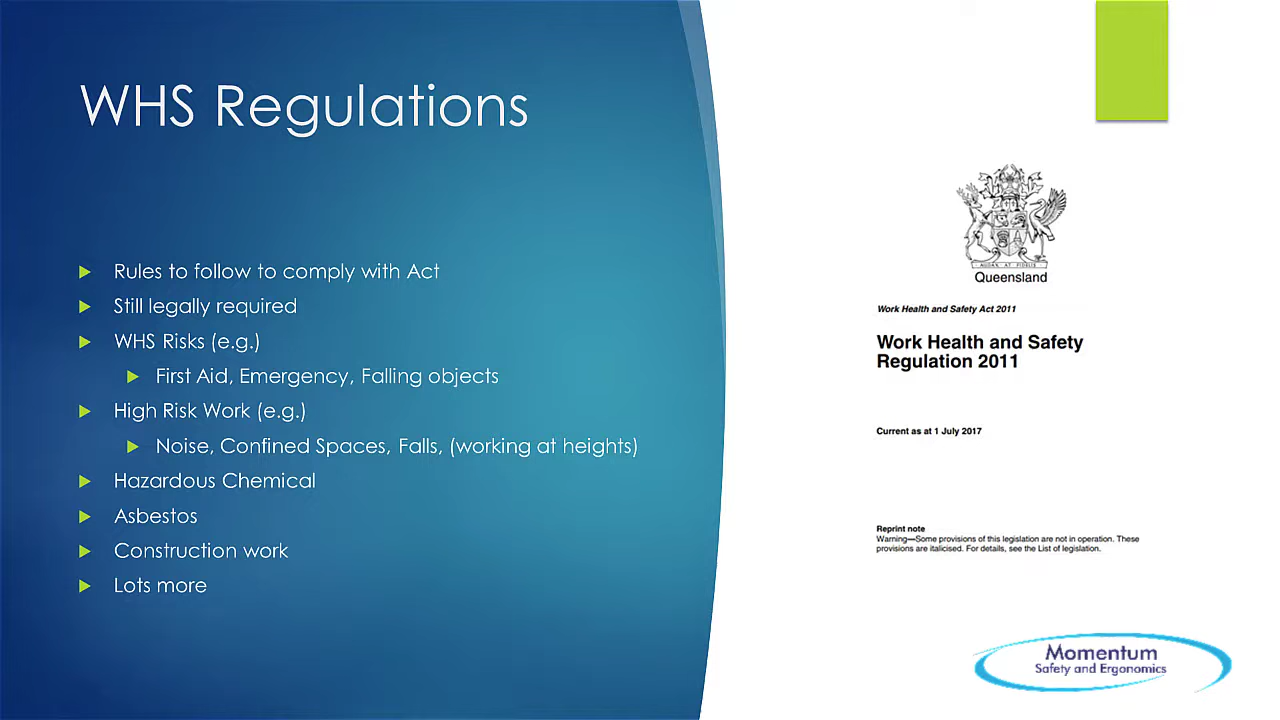 WHS Regulations
Rules to follow to comply with Act
Still legally required
WHS Risks (e.g.)
First Aid, Emergency, Falling objects
High Risk Work (e.g.)
Noise, Confined Spaces, Falls, (working at heights)
Hazardous Chemical
Asbestos
Construction work
Lots more
AUDAX AT FIDELIS
Queensland
Work Health and Safety Act 2011
Work Health and Safety
Regulation 2011
Current as at 1 July 2017
Reprint note
Warning—Some provisions of this legislation are not in operation. These
provisions are italicised. For details, see the List of legislation.
Momentum
Safety and Ergonomics